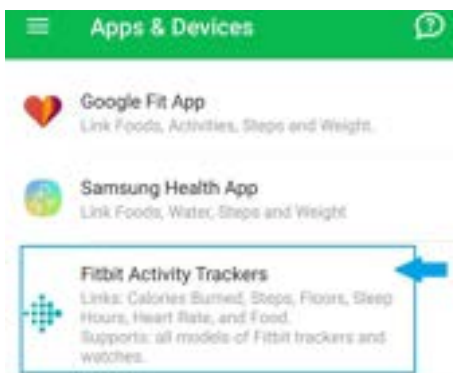 Apps & Devices
Google Fit App
Link Foods, Activities, Steps and Weight.
Samsung Health App
Link Foods, Water, Steps and Weight
Fitbit Activity Trackers
Links: Calories Burned, Steps, Floors, Sleep
Hours, Heart Rate, and Food.
Supports: all models of Fitbit trackers and
watches.